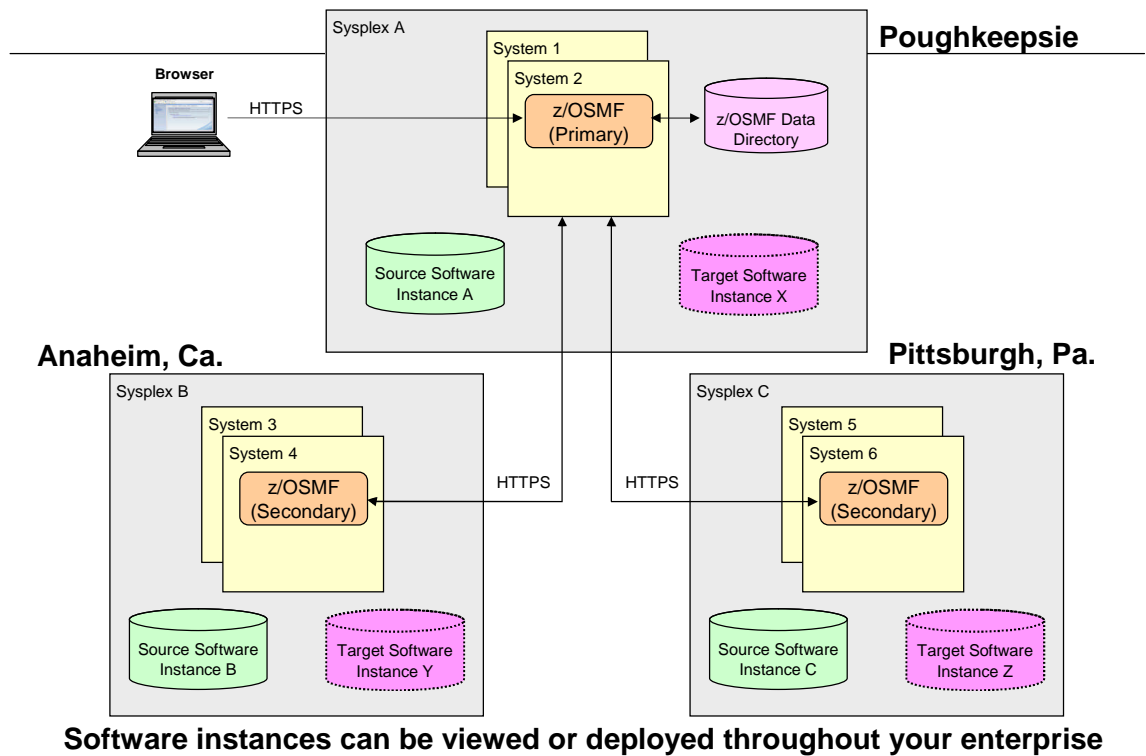 Sysplex A
Poughkeepsie
System 1
Browser
System 2
HTTPS
z/OSMF
(Primary)
z/OSMF Data
Directory
Source Software
Instance A
Target Software
Instance X
Anaheim, Ca.
Pittsburgh, Pa.
Sysplex B
System 3
System 4
z/OSMF
(Secondary)
HTTPS
Source Software
Instance B
Target Software
Instance Y
Sysplex C
System 5
System 6
HTTPS
z/OSMF
(Secondary)
Source Software
Instance C
Target Software
Instance Z
Software instances can be viewed or deployed throughout your enterprise